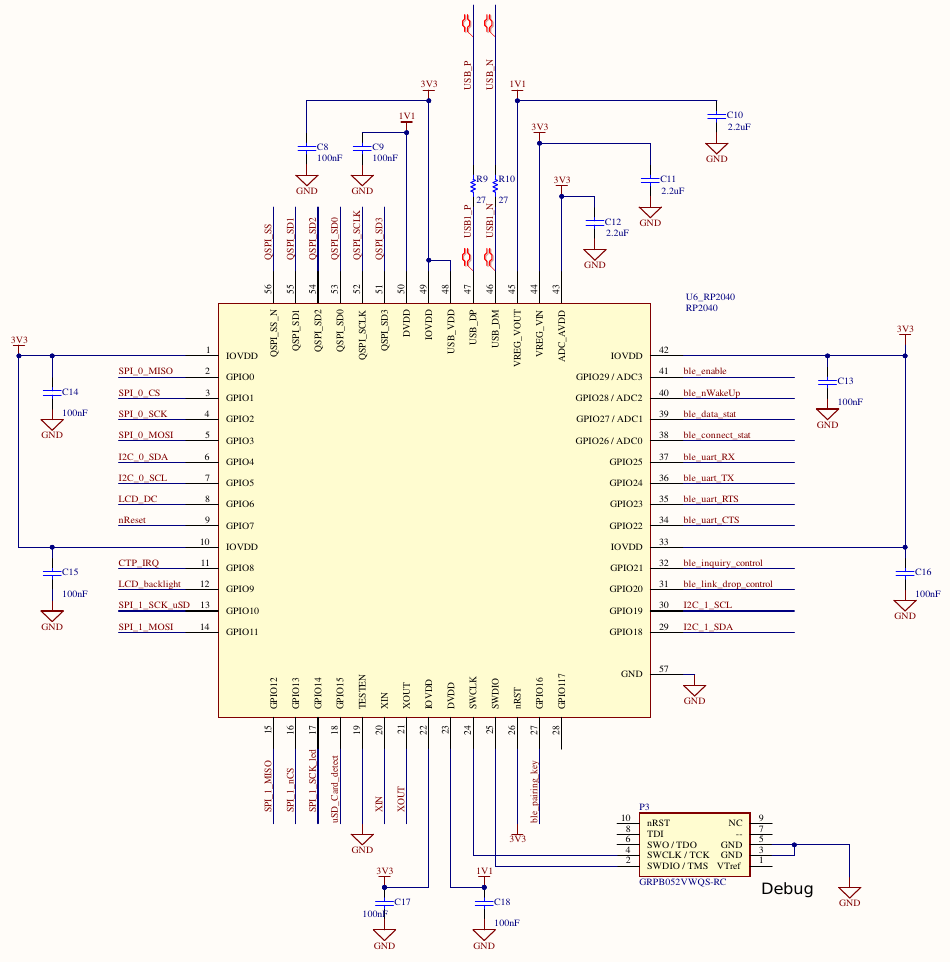 USB_P
USB_N
3V3
1V1
C10
2.2uF
GND
1V1
3V3
C8
100nF
GND
C9
100nF
GND
C11
2.2uF
GND
R9
27
R10
27
3V3
C12
2.2uF
GND
QSPI_SS
QSPI_SD1
QSPI_SD2
QSPI_SD0
QSPI_SCLK
QSPI_SD3
USB1_P
USB1_N
56
55
54
53
52
51
50
49
48
47
46
45
44
43
U6_RP2040
RP2040
QSPI_SS_N
QSPI_SD1
QSPI_SD2
QSPI_SD0
QSPI_SCLK
QSPI_SD3
DVDD
IOVDD
USB_VDD
USB_DP
USB_DM
VREG_VOUT
VREG_VIN
ADC_AVDD
3V3
C14
100nF
GND
C15
100nF
GND
1 IOVDD
SPI_0_MISO 2 GPIO0
SPI_0_CS 3 GPIO1
SPI_0_SCK 4 GPIO2
SPI_0_MOSI 5 GPIO3
I2C_0_SDA 6 GPIO4
I2C_0_SCL 7 GPIO5
LCD_DC 8 GPIO6
nReset 9 GPIO7
10 IOVDD
CTP_IRQ 11 GPIO8
LCD_backlight 12 GPIO9
SPI_1_SCK_uSD 13 GPIO10
SPI_1_MOSI 14 GPIO11
IOVDD 42
GPIO29 / ADC3 41 ble_enable
GPIO28 / ADC2 40 ble_nWakeUp
GPIO27 / ADC1 39 ble_data_stat
GPIO26 / ADC0 38 ble_connect_stat
GPIO25 37 ble_uart_RX
GPIO24 36 ble_uart_TX
GPIO23 35 ble_uart_RTS
GPIO22 34 ble_uart_CTS
IOVDD 33
GPIO21 32 ble_inquiry_control
GPIO20 31 ble_link_drop_control
GPIO19 30 I2C_1_SCL
GPIO18 29 I2C_1_SDA
GND 57
GND
3V3
C13
100nF
GND
C16
100nF
GND
GPIO12
GPIO13
GPIO14
GPIO15
TESTEN
XIN
XOUT
IOVDD
DVDD
SWCLK
SWDIO
nRST
GPIO16
GPIO117
15
16
17
18
19
20
21
22
23
24
25
26
27
28
SPI_1_MISO
SPI_1_nCS
SPI_1_SCK_led
uSD_Card_detect
XIN
XOUT
ble_pairing_key
GND
3V3
3V3
C17
100nF
GND
1V1
C18
100nF
GND
P3
10 nRST NC 9
8 TDI -- 7
6 SWO / TDO GND 5
4 SWCLK / TCK GND 3
2 SWDIO / TMS VTref 1
GRPB052VWQS-RC
Debug
GND